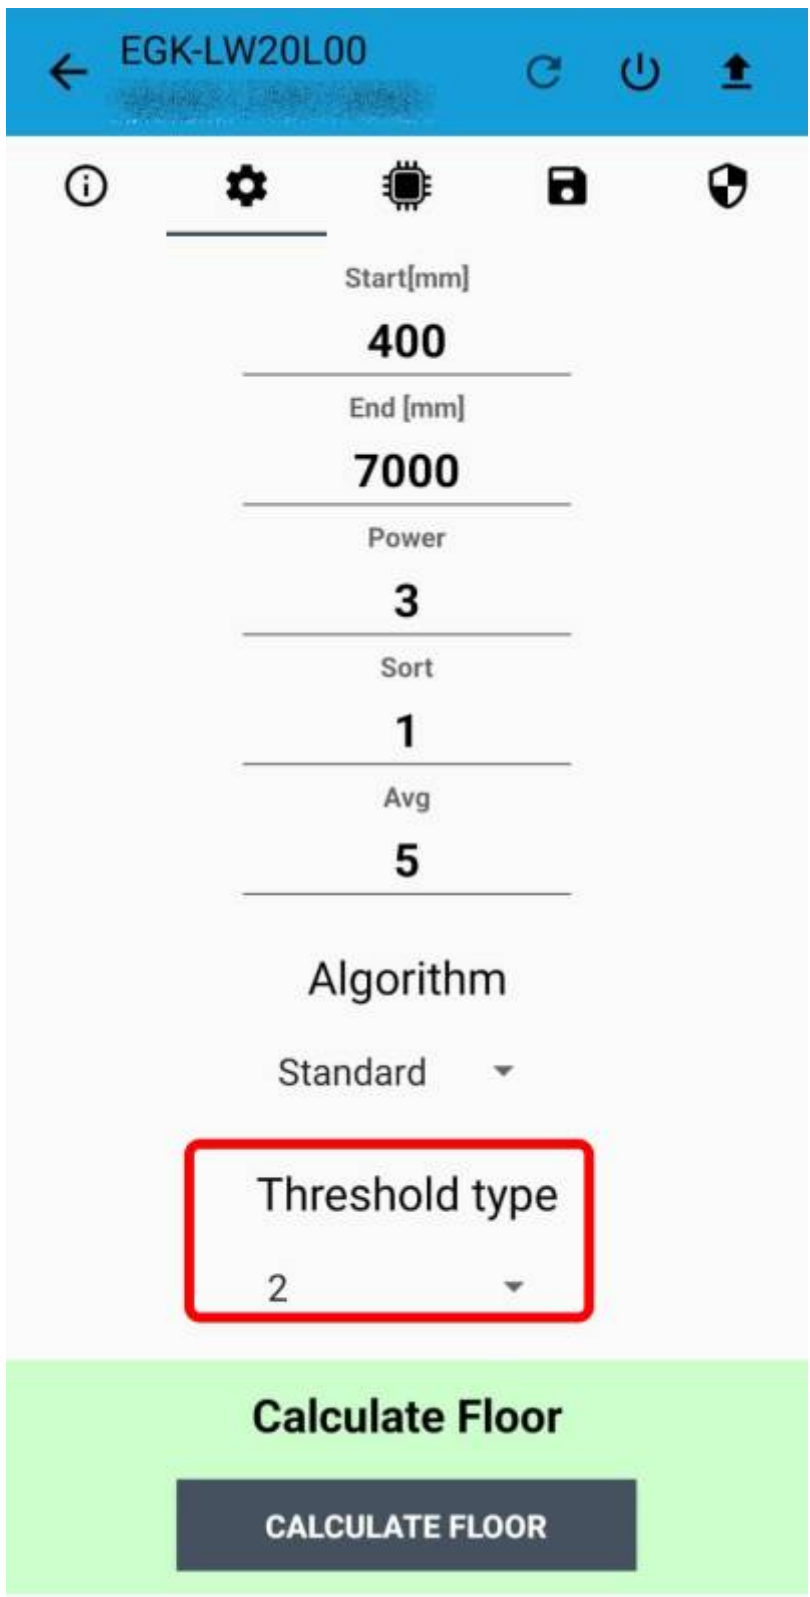 EGK-LW20L00
Start[mm]
400
End [mm]
7000
Power
3
Sort
1
Avg
5
Algorithm
Standard
Threshold type
2
Calculate Floor
CALCULATE FLOOR